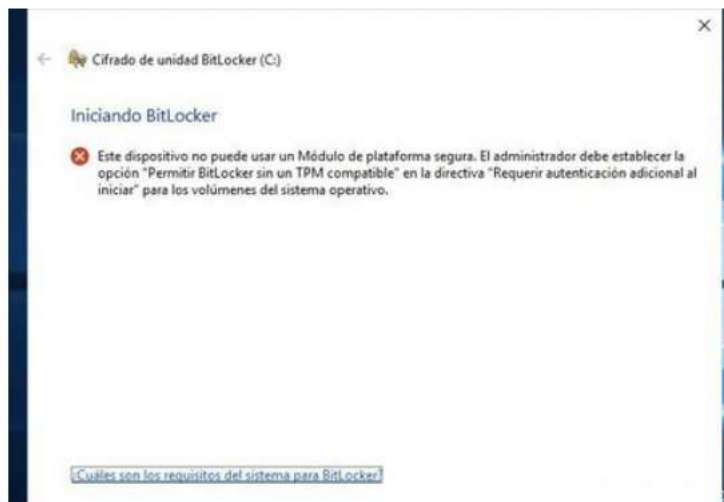 Cifrado de unidad BitLocker (C:)
Iniciando BitLocker
Este dispositivo no puede usar un Módulo de plataforma segura. El administrador debe establecer la
opción "Permitir BitLocker sin un TPM compatible" en la directiva "Requerir autenticación adicional al
iniciar" para los volúmenes del sistema operativo.
¿Cuáles son los requisitos del sistema para BitLocker?